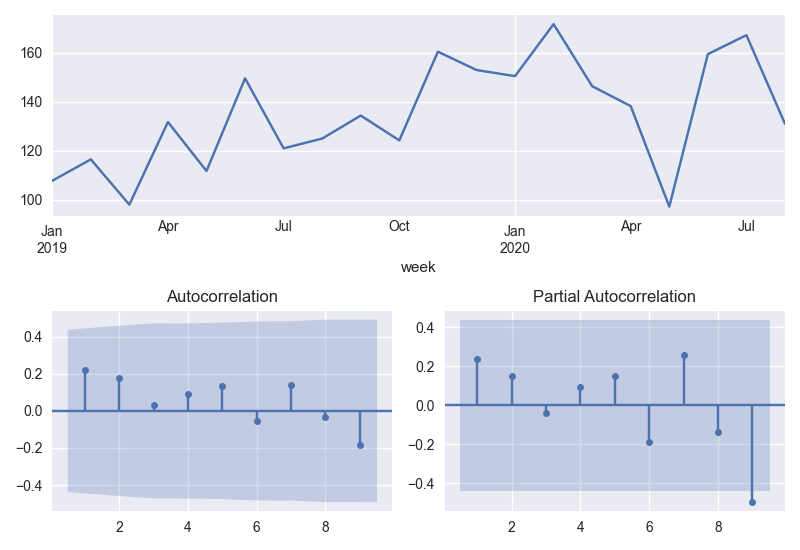 160
140
120
100
Jan Apr Jul Oct Jan Apr Jul
2019 2020
week
Autocorrelation Partial Autocorrelation
0.4 0.4
0.2 0.2
0.0 0.0
−0.2 −0.2
−0.4 −0.4
2 4 6 8 2 4 6 8